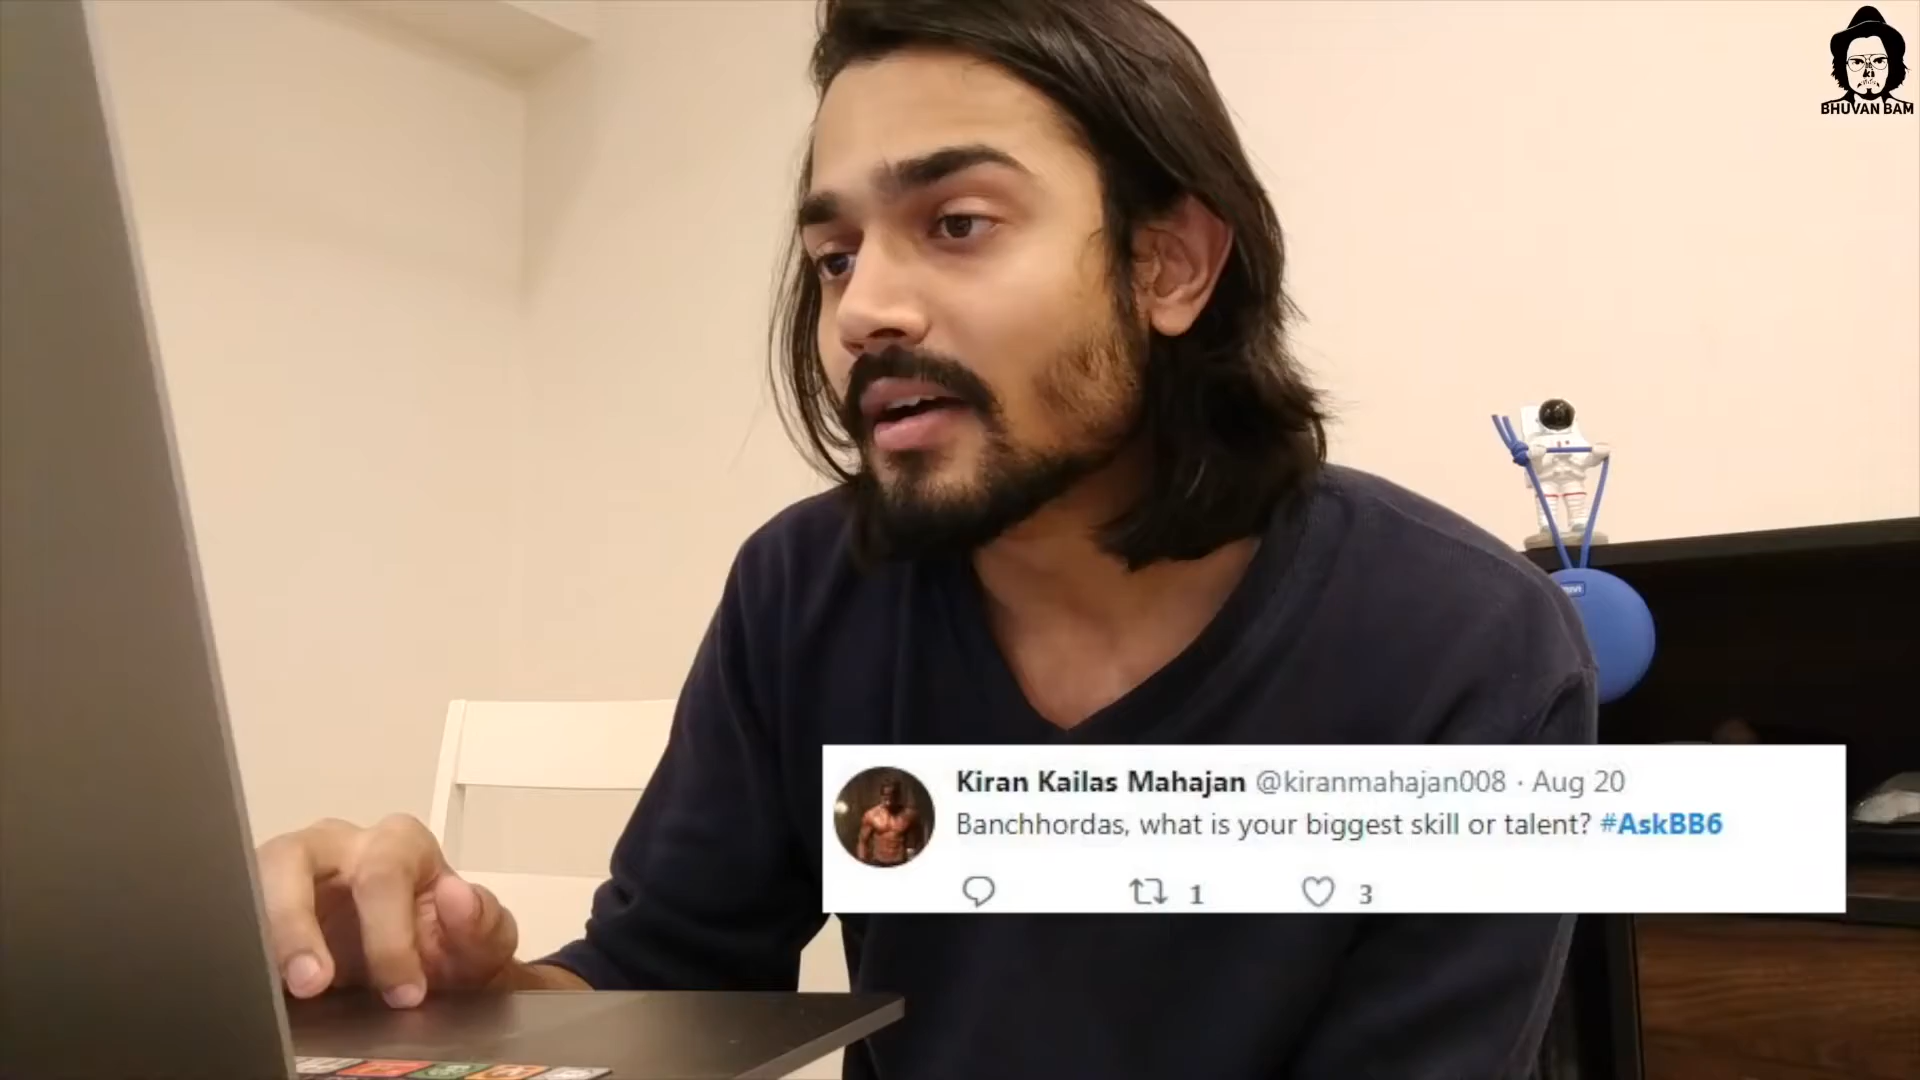 BHUVAN BAM
Kiran Kailas Mahajan @kiranmahajan008 · Aug 20
Banchhordas, what is your biggest skill or talent? #AskBB6
1 3